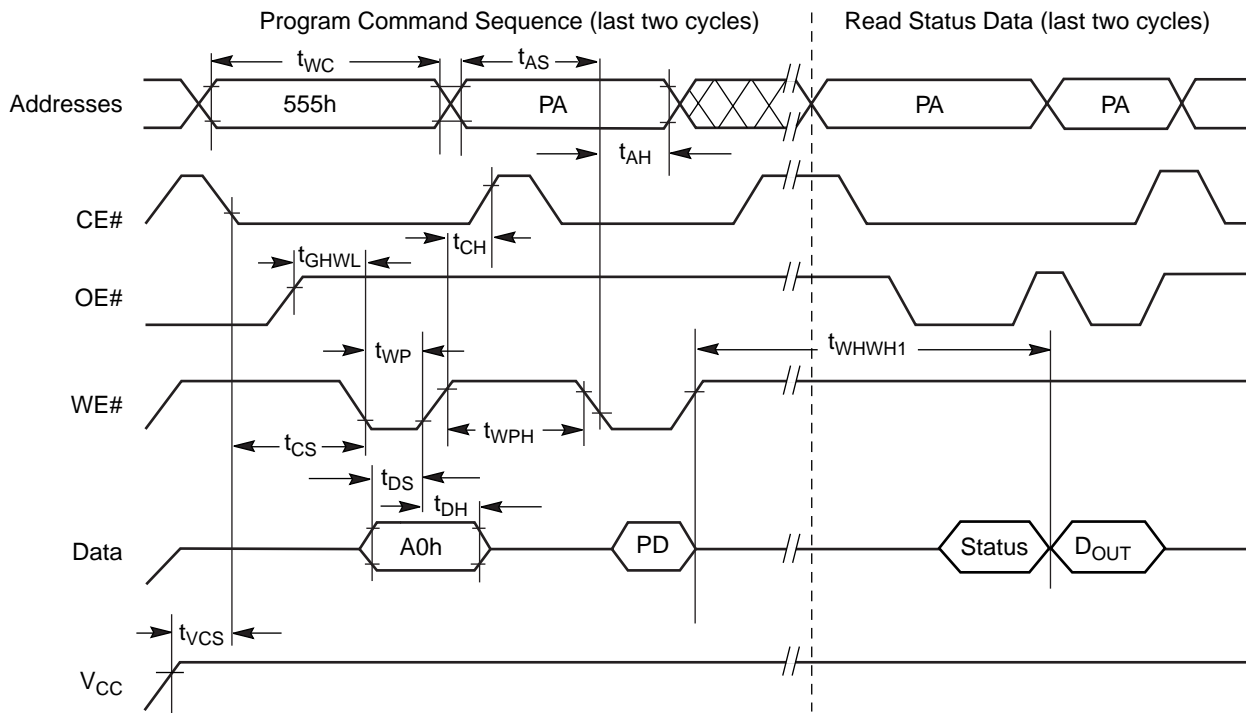 Program Command Sequence (last two cycles) Read Status Data (last two cycles)
tWC tAS
Addresses 555h PA PA PA
tAH
CE#
tCH
tGHWL
OE#
tWP tWHWH1
WE#
tCS tWPH
tDS
tDH
Data A0h PD Status DOUT
tVCS
VCC